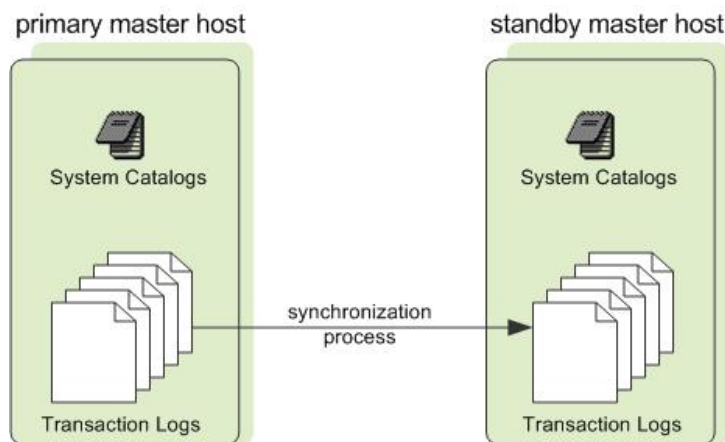 primary master host
standby master host
System Catalogs
System Catalogs
synchronization
process
Transaction Logs
Transaction Logs